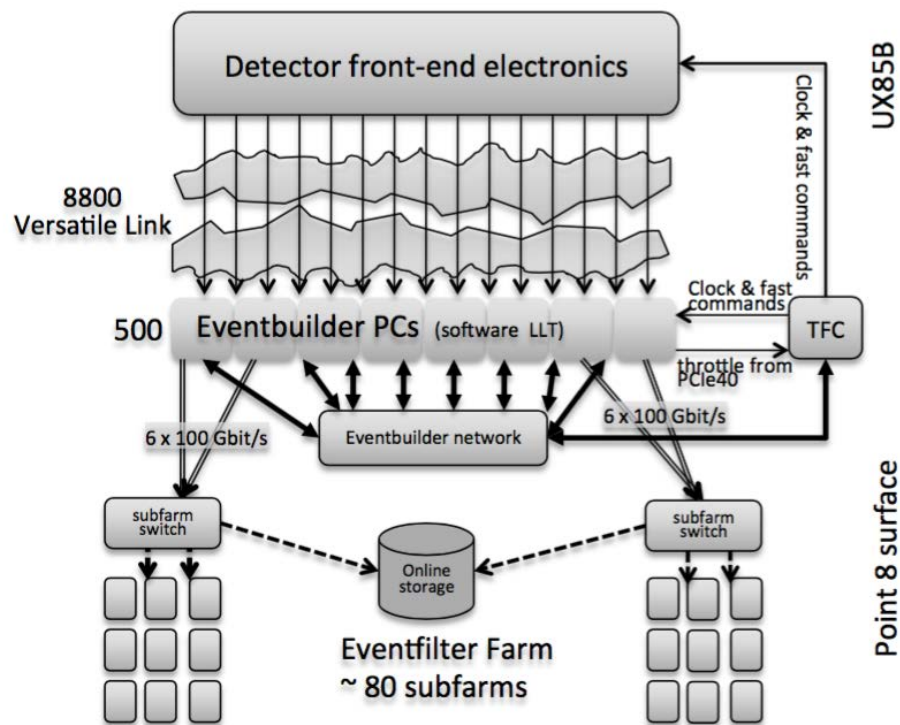 Detector front-end electronics
UX85B
Clock & fast commands
8800
Versatile Link
Clock & fast
commands
500
Eventbuilder PCs (software LLT)
TFC
throttle from
PCIe40
6 x 100 Gbit/s
Eventbuilder network
6 x 100 Gbit/s
Point 8 surface
subfarm
switch
subfarm
switch
Online
storage
Eventfilter Farm
~ 80 subfarms